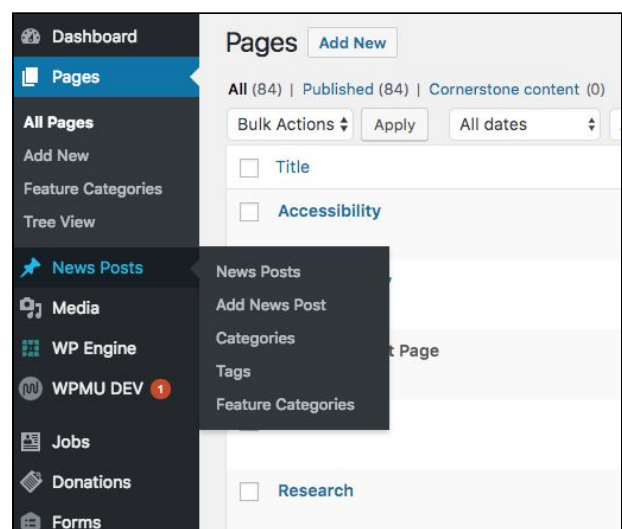 Dashboard
Pages
All Pages
Add New
Feature Categories
Tree View
News Posts
Media
WP Engine
WPMU DEV 1
Jobs
Donations
Forms
News Posts
Add News Post
Categories
Tags
Feature Categories
Pages Add New
All (84) | Published (84) | Cornerstone content (0)
Bulk Actions Apply All dates
Title
Accessibility
t Page
Research